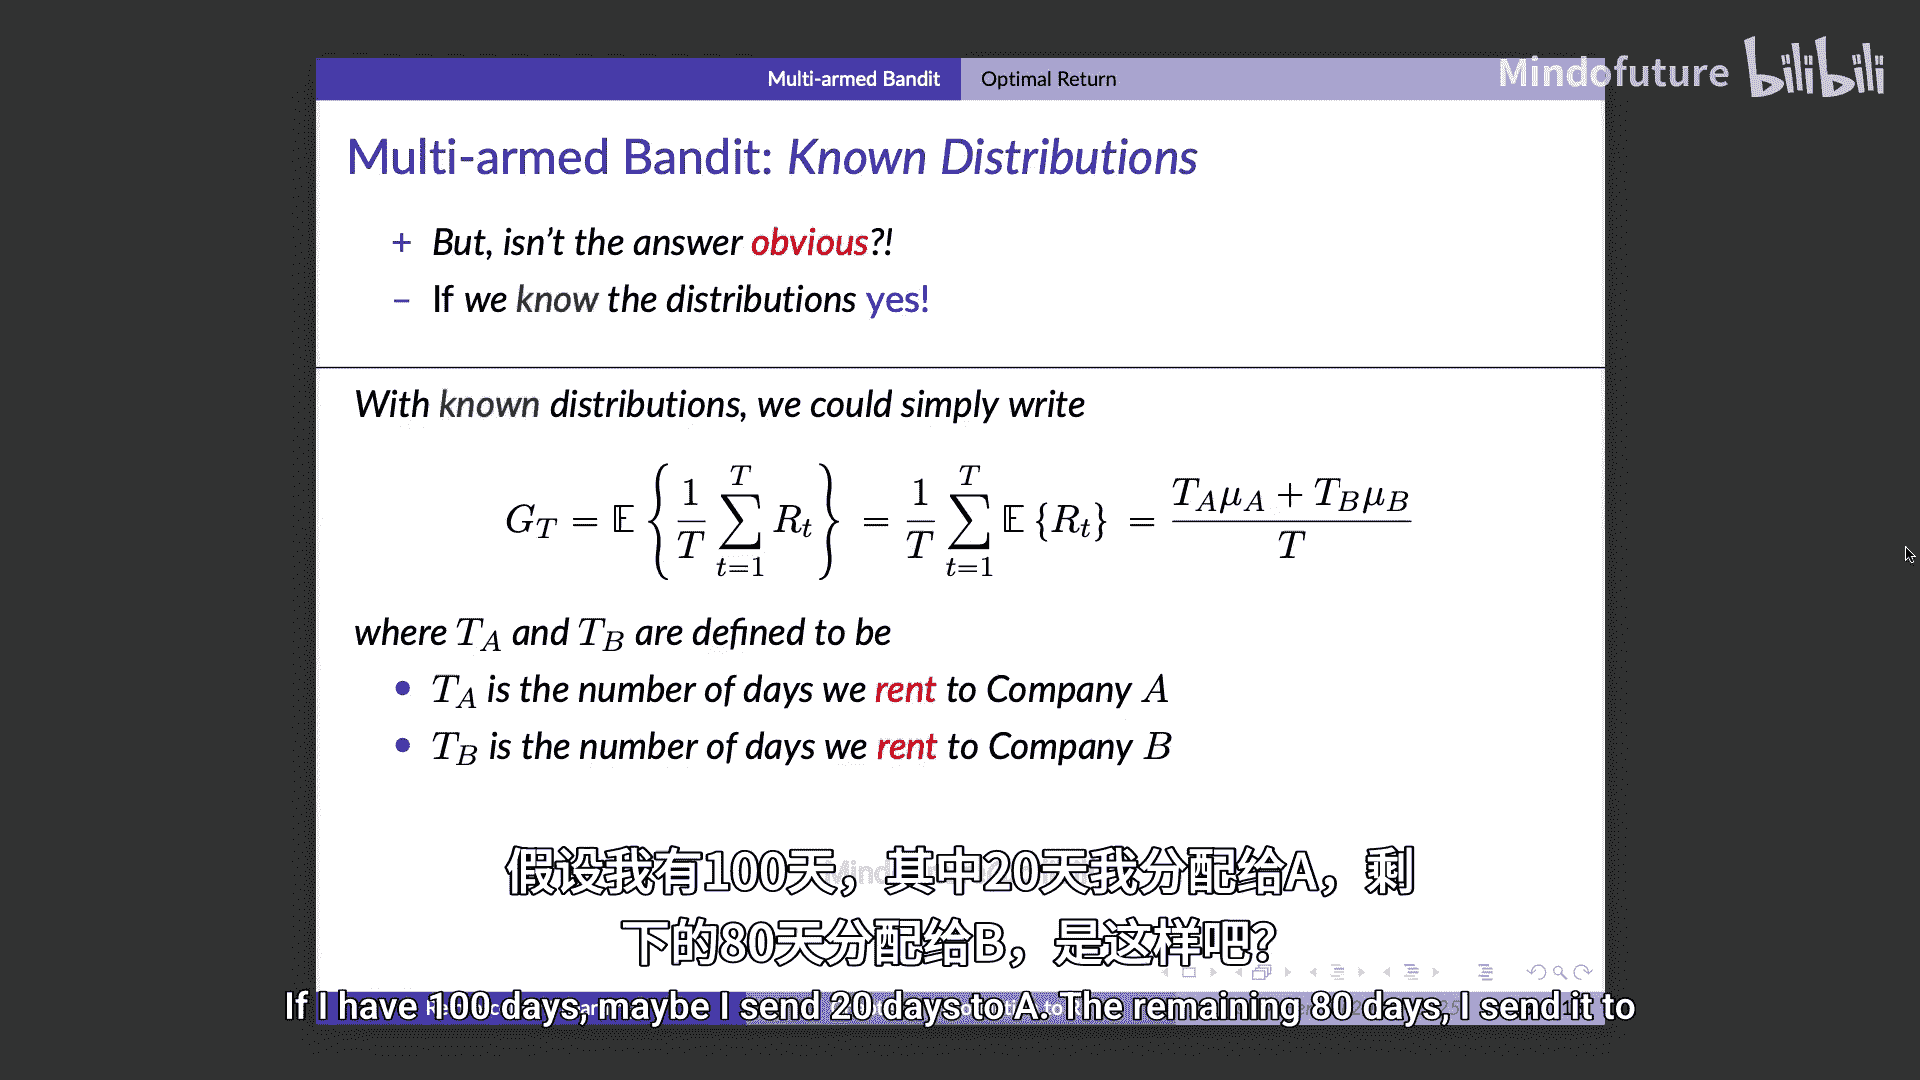 Multi-armed Bandit Optimal Return
Mindofuture bilibili
Multi-armed Bandit: Known Distributions
+ But, isn't the answer obvious?!
– If we know the distributions yes!
With known distributions, we could simply write
G_T = 𝔼 { 1/T ∑_{t=1}^{T} R_t } = 1/T ∑_{t=1}^{T} 𝔼 {R_t} = (T_A μ_A + T_B μ_B) / T
where T_A and T_B are defined to be
• T_A is the number of days we rent to Company A
• T_B is the number of days we rent to Company B
假设我有100天，其中20天我分配给A，剩
下的80天分配给B，是这样吧？
If I have 100 days, maybe I send 20 days to A. The remaining 80 days, I send it to